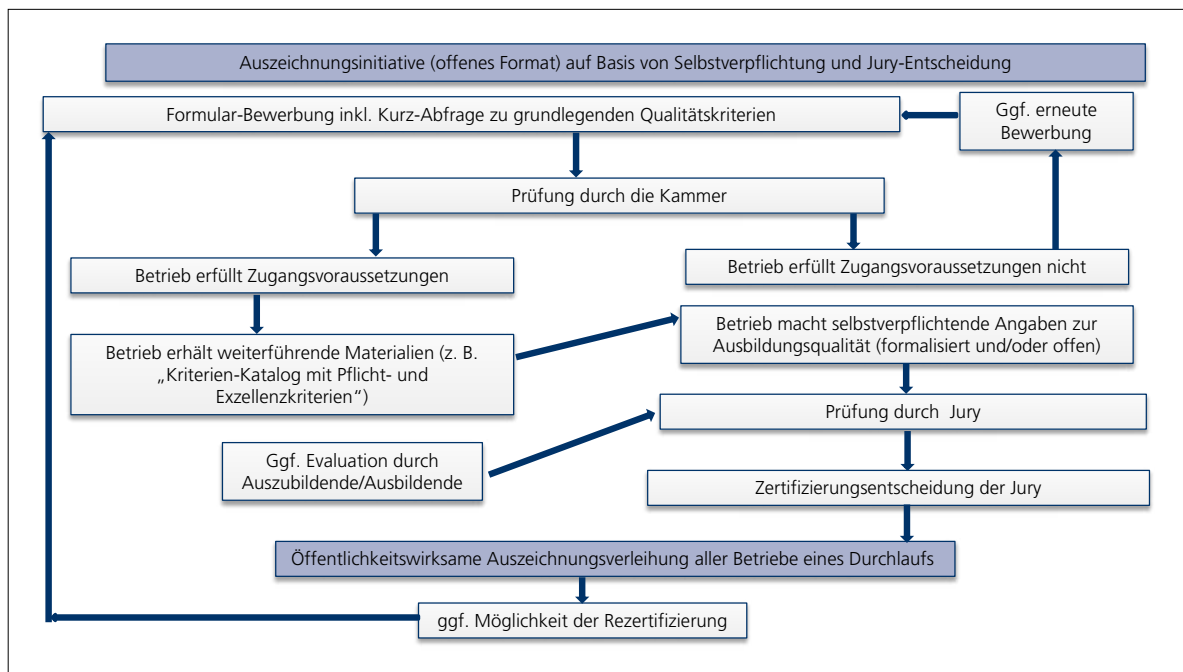 Auszeichnungsinitiative (offenes Format) auf Basis von Selbstverpflichtung und Jury-Entscheidung
Formular-Bewerbung inkl. Kurz-Abfrage zu grundlegenden Qualitätskriterien
Ggf. erneute
Bewerbung
Prüfung durch die Kammer
Betrieb erfüllt Zugangsvoraussetzungen
Betrieb erfüllt Zugangsvoraussetzungen nicht
Betrieb erhält weiterführende Materialien (z. B.
„Kriterien-Katalog mit Pflicht- und
Exzellenzkriterien“)
Betrieb macht selbstverpflichtende Angaben zur
Ausbildungsqualität (formalisiert und/oder offen)
Prüfung durch Jury
Ggf. Evaluation durch
Auszubildende/Ausbildende
Zertifizierungsentscheidung der Jury
Öffentlichkeitswirksame Auszeichnungsverleihung aller Betriebe eines Durchlaufs
ggf. Möglichkeit der Rezertifizierung